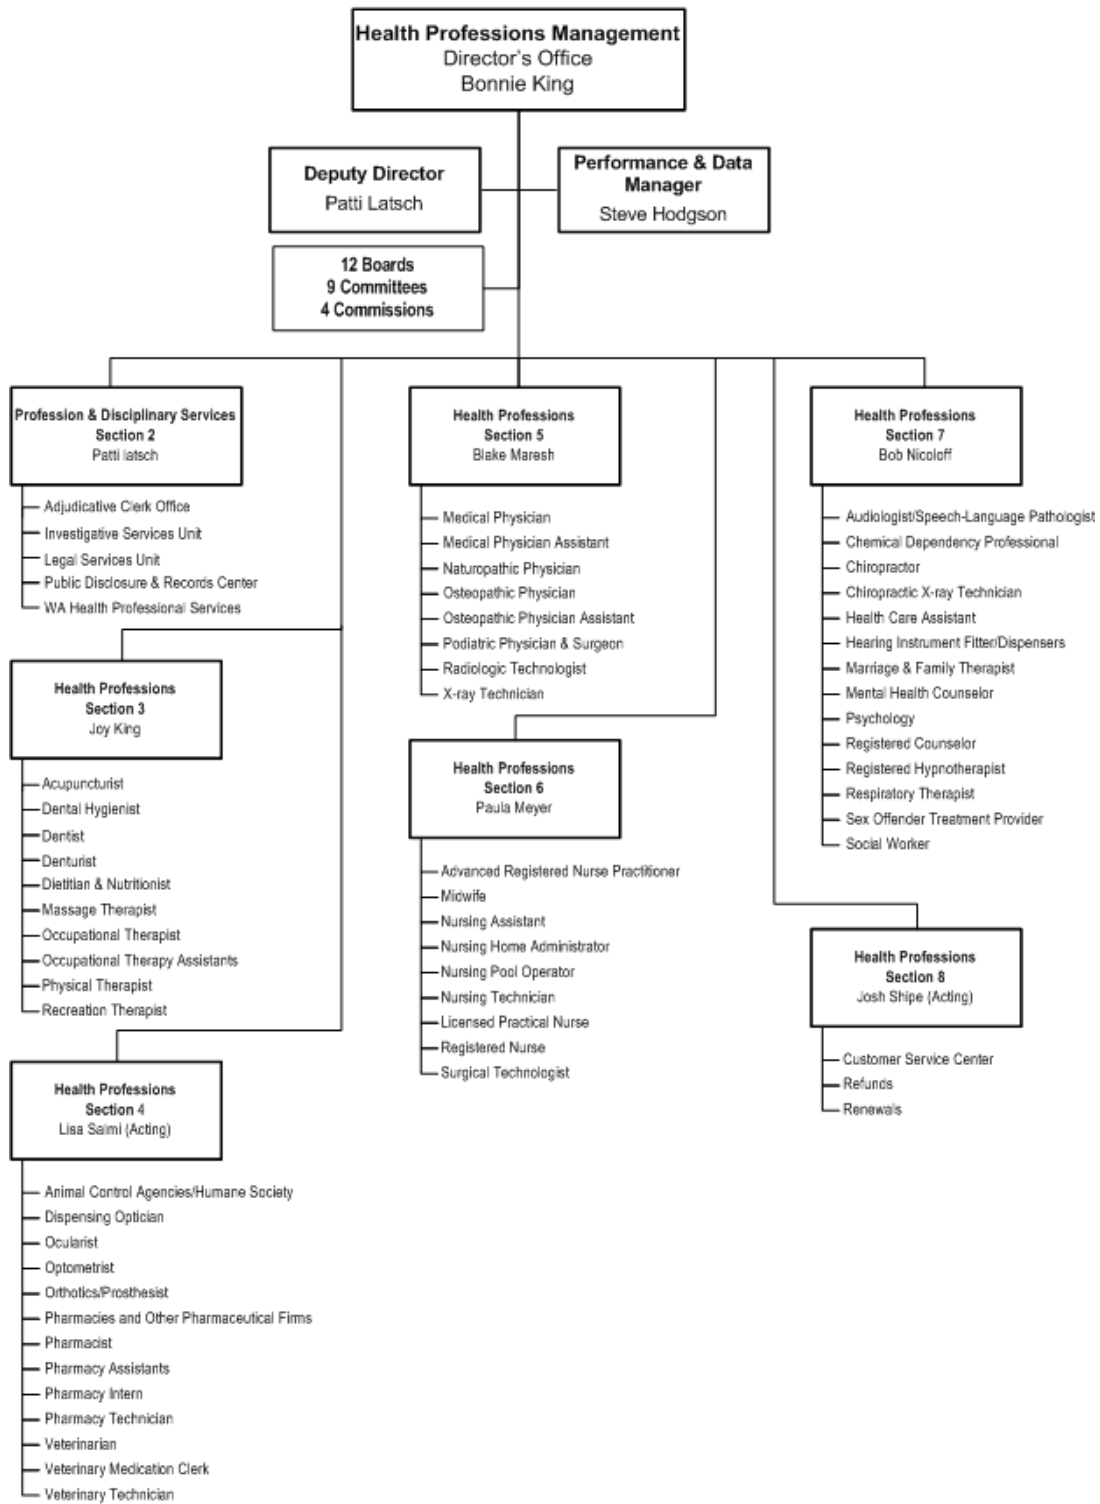 Health Professions Management
Director's Office
Bonnie King
Deputy Director
Patti Latsch
Performance & Data
Manager
Steve Hodgson
12 Boards
9 Committees
4 Commissions
Profession & Disciplinary Services
Section 2
Patti latsch
Adjudicative Clerk Office
Investigative Services Unit
Legal Services Unit
Public Disclosure & Records Center
WA Health Professional Services
Health Professions
Section 3
Joy King
Acupuncturist
Dental Hygienist
Dentist
Denturist
Dietitian & Nutritionist
Massage Therapist
Occupational Therapist
Occupational Therapy Assistants
Physical Therapist
Recreation Therapist
Health Professions
Section 4
Lisa Salmi (Acting)
Animal Control Agencies/Humane Society
Dispensing Optician
Ocularist
Optometrist
Orthotics/Prosthesist
Pharmacies and Other Pharmaceutical Firms
Pharmacist
Pharmacy Assistants
Pharmacy Intern
Pharmacy Technician
Veterinarian
Veterinary Medication Clerk
Veterinary Technician
Health Professions
Section 5
Blake Maresh
Medical Physician
Medical Physician Assistant
Naturopathic Physician
Osteopathic Physician
Osteopathic Physician Assistant
Podiatric Physician & Surgeon
Radiologic Technologist
X-ray Technician
Health Professions
Section 6
Paula Meyer
Advanced Registered Nurse Practitioner
Midwife
Nursing Assistant
Nursing Home Administrator
Nursing Pool Operator
Nursing Technician
Licensed Practical Nurse
Registered Nurse
Surgical Technologist
Health Professions
Section 7
Bob Nicoloff
Audiologist/Speech-Language Pathologist
Chemical Dependency Professional
Chiropractor
Chiropractic X-ray Technician
Health Care Assistant
Hearing Instrument Fitter/Dispensers
Marriage & Family Therapist
Mental Health Counselor
Psychology
Registered Counselor
Registered Hypnotherapist
Respiratory Therapist
Sex Offender Treatment Provider
Social Worker
Health Professions
Section 8
Josh Shipe (Acting)
Customer Service Center
Refunds
Renewals